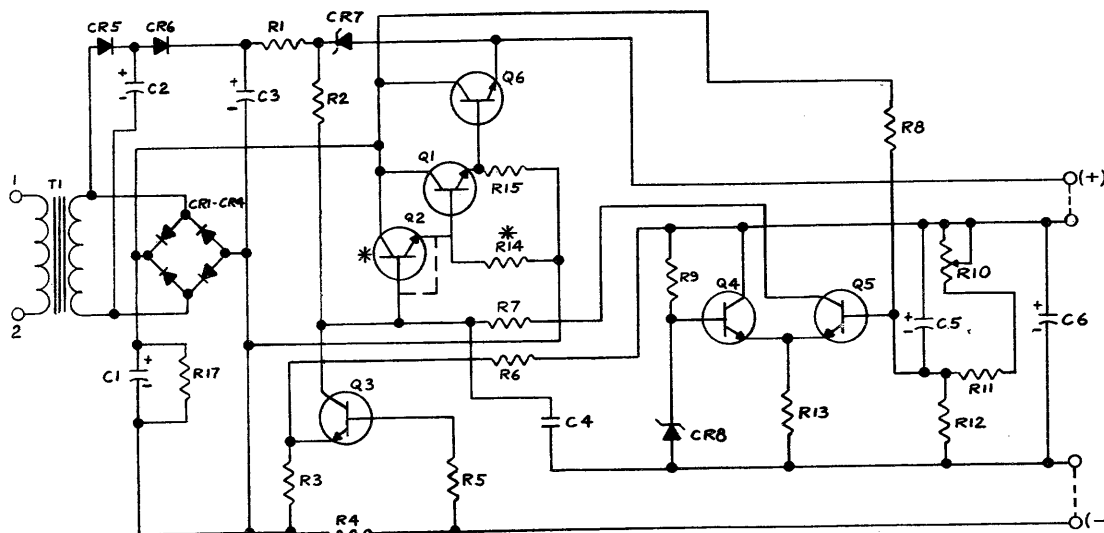 CR5
CR6
R1
CR7
C2
C3
R2
Q6
R8
Q1
R15
(+)
1
T1
CR1-CR4
Q2
*
R14
*
R9
Q4
Q5
R10
R7
C5
C6
2
R6
R11
C1
R17
Q3
C4
R13
R12
CR8
R3
R5
R4
(-